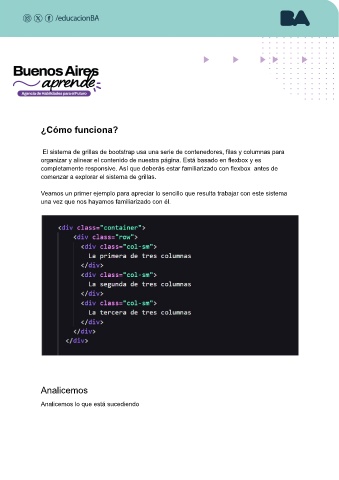 /educacionBA
BA
Buenos Aires
aprende
Agencia de Habilidades para el Futuro
¿Cómo funciona?
El sistema de grillas de bootstrap usa una serie de contenedores, filas y columnas para
organizar y alinear el contenido de nuestra página. Está basado en flexbox y es
completamente responsive. Así que deberás estar familiarizado con flexbox antes de
comenzar a explorar el sistema de grillas.
Veamos un primer ejemplo para apreciar lo sencillo que resulta trabajar con este sistema
una vez que nos hayamos familiarizado con él.
<div class="container">
<div class="row">
<div class="col-sm">
La primera de tres columnas
</div>
<div class="col-sm">
La segunda de tres columnas
</div>
<div class="col-sm">
La tercera de tres columnas
</div>
</div>
</div>
Analicemos
Analicemos lo que está sucediendo